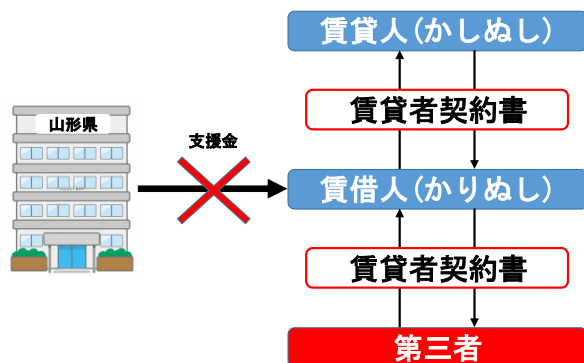 賃貸人(かしぬし)
賃貸者契約書
山形県
支援金
賃借人(かりぬし)
賃貸者契約書
第三者